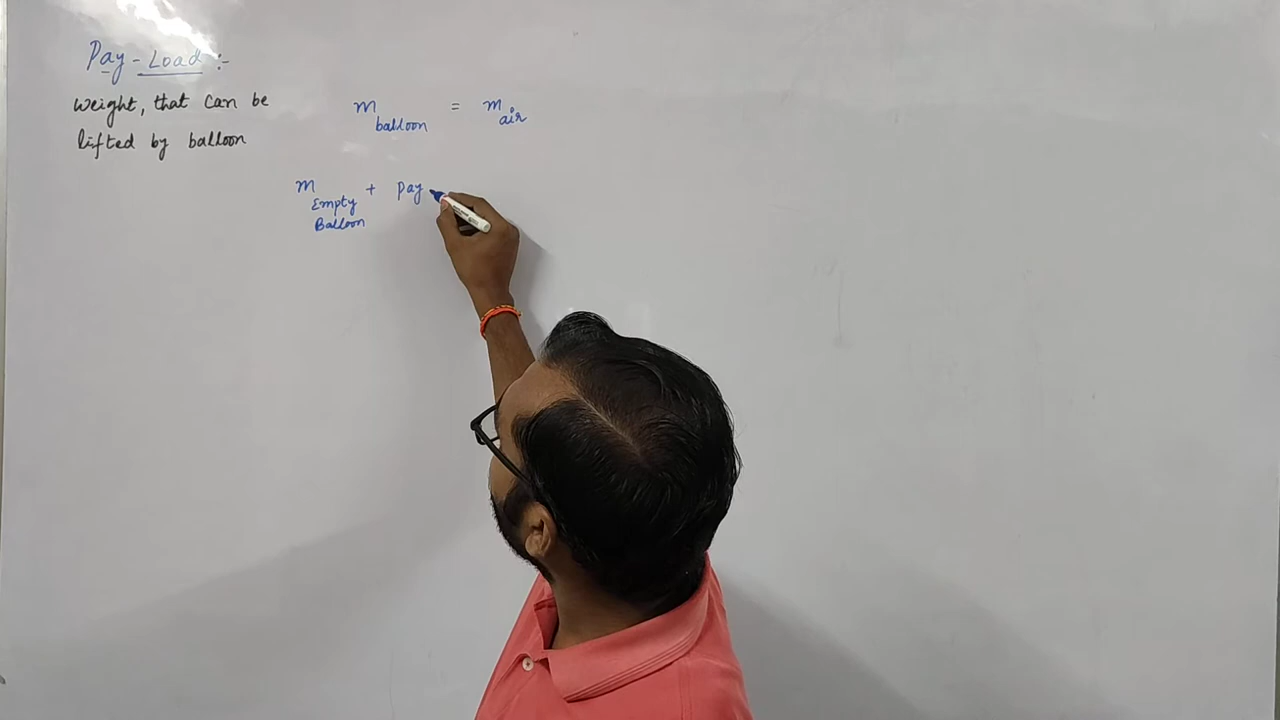 Pay - Load :-
weight, that can be
lifted by balloon
m balloon = m air
m Empty Balloon + Pay